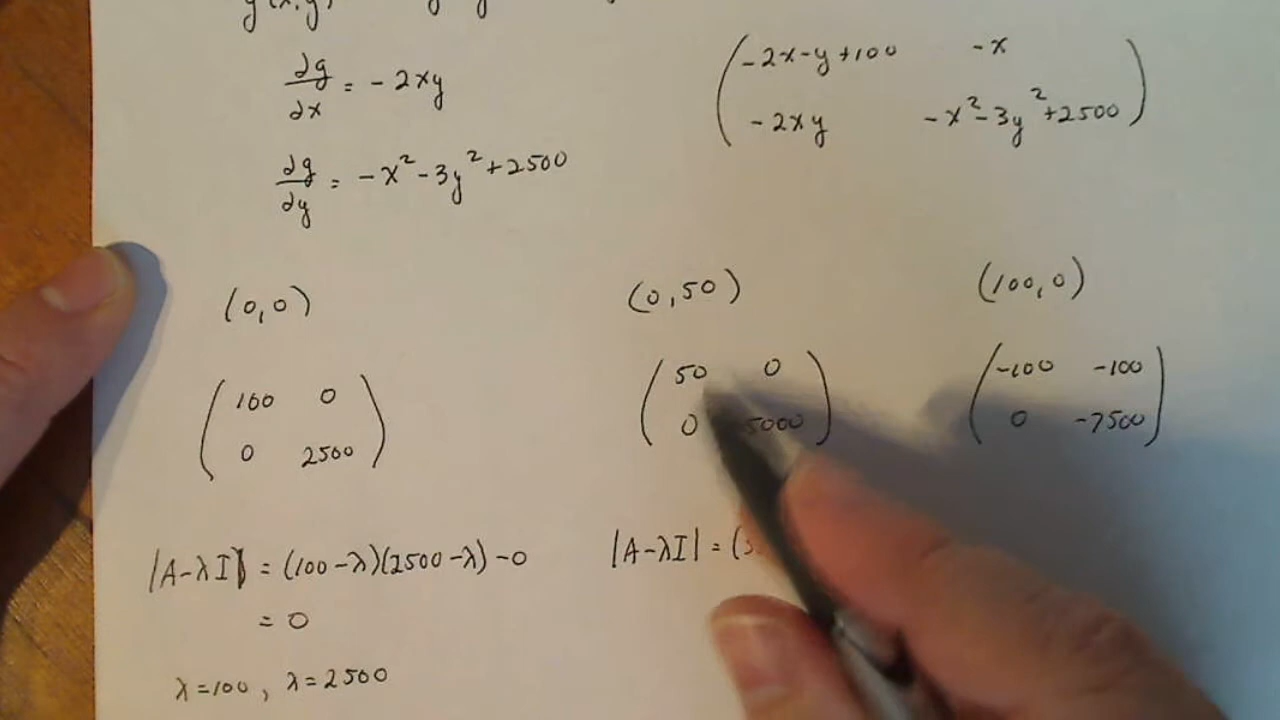 ∂g/∂x = -2xy
∂g/∂y = -x² - 3y² + 2500
-2x-y+100 -x
-2xy -x²-3y²+2500
(0,0)
100 0
0 2500
|A-λI| = (100-λ)(2500-λ)-0
= 0
λ=100, λ=2500
(0,50)
50 0
0 5000
|A-λI| = (
(100,0)
-100 -100
0 -7500